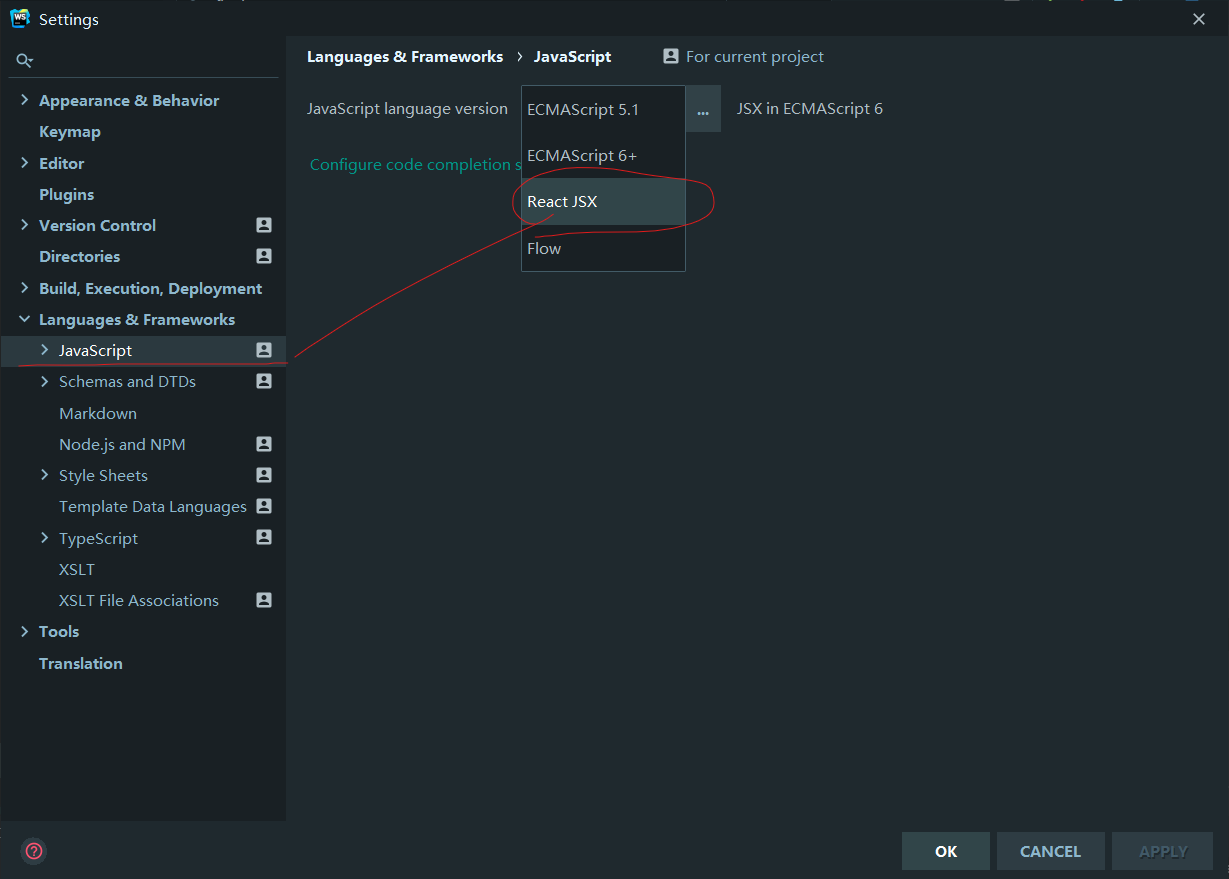 WS
Settings
Languages & Frameworks › JavaScript For current project
Appearance & Behavior
Keymap
Editor
Plugins
Version Control
Directories
Build, Execution, Deployment
Languages & Frameworks
JavaScript
Schemas and DTDs
Markdown
Node.js and NPM
Style Sheets
Template Data Languages
TypeScript
XSLT
XSLT File Associations
Tools
Translation
JavaScript language version
ECMAScript 5.1
... JSX in ECMAScript 6
ECMAScript 6+
Configure code completion s
React JSX
Flow
?
OK CANCEL APPLY